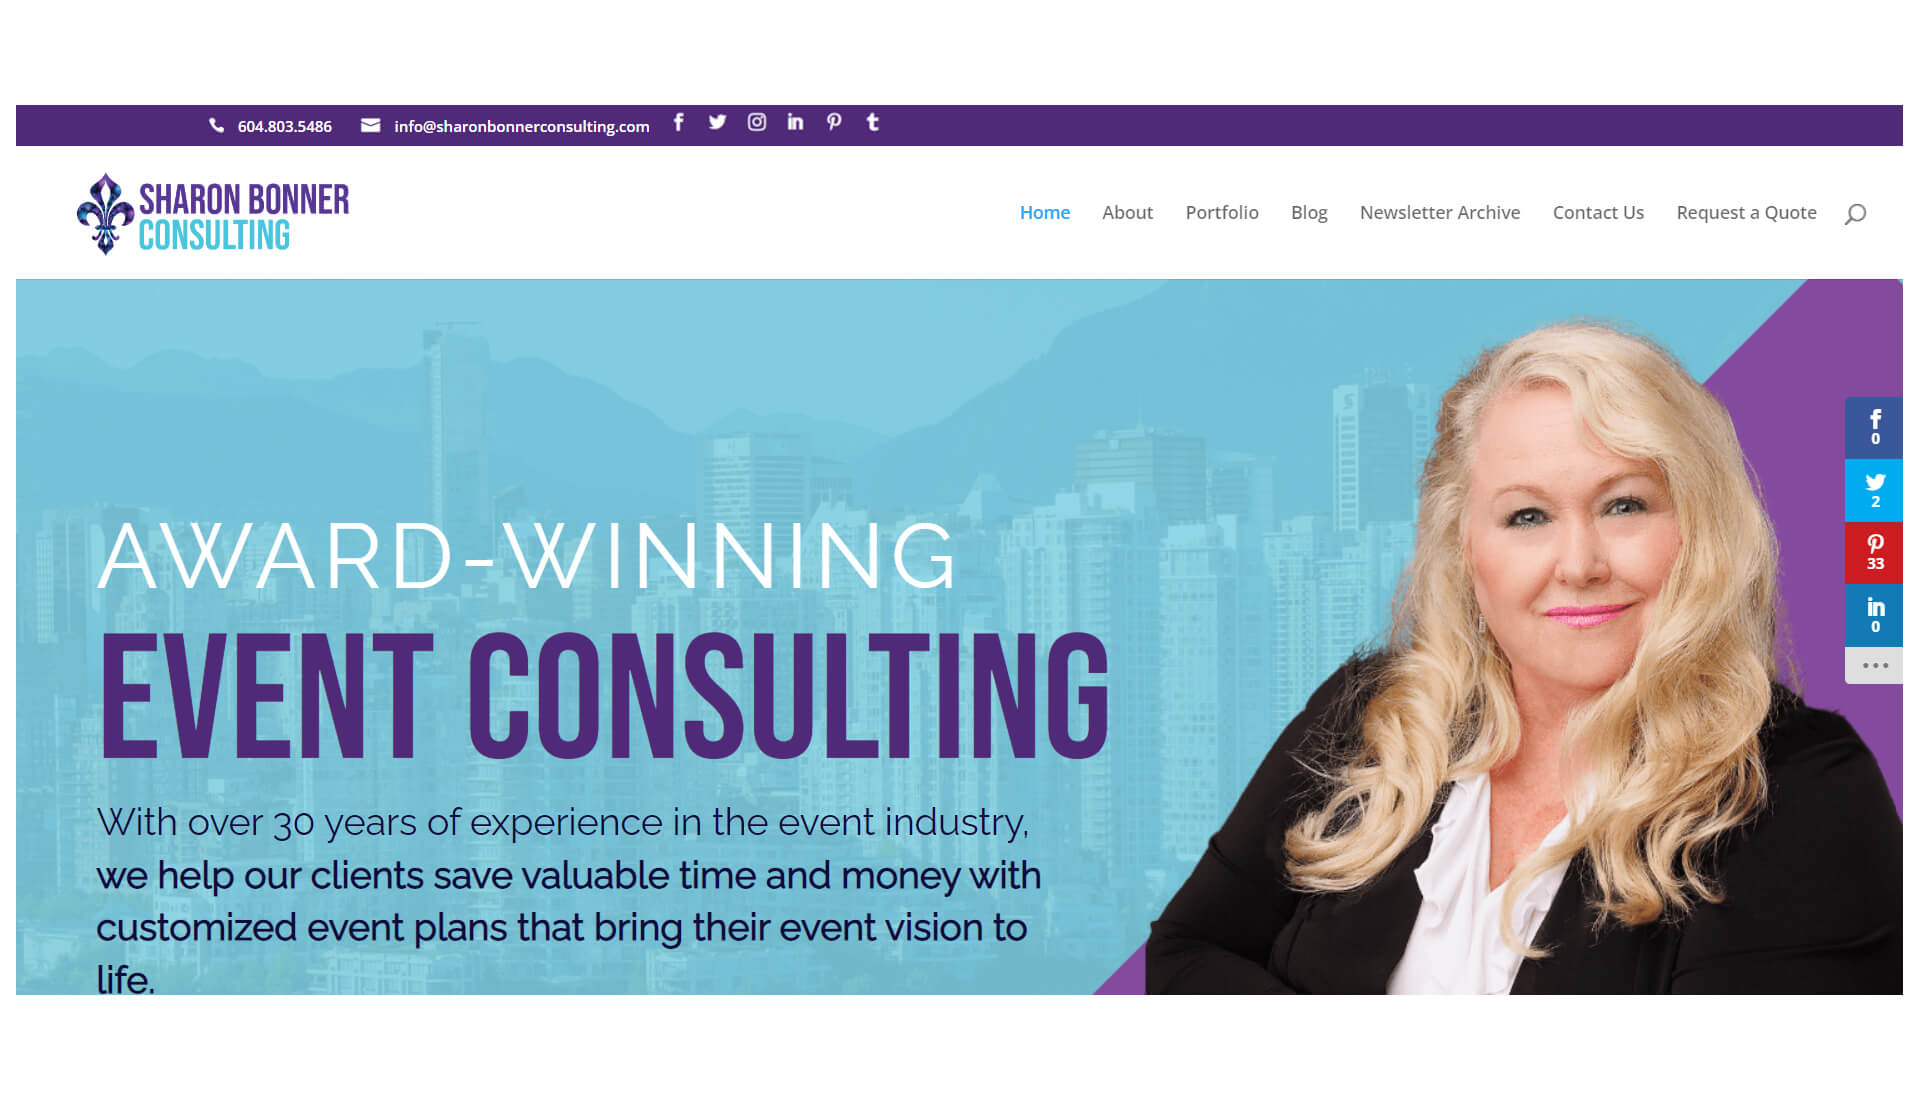 604.803.5486 info@sharonbonnerconsulting.com
SHARON BONNER
CONSULTING
Home About Portfolio Blog Newsletter Archive Contact Us Request a Quote
AWARD-WINNING
EVENT CONSULTING
With over 30 years of experience in the event industry,
we help our clients save valuable time and money with
customized event plans that bring their event vision to
life.
0
2
33
0